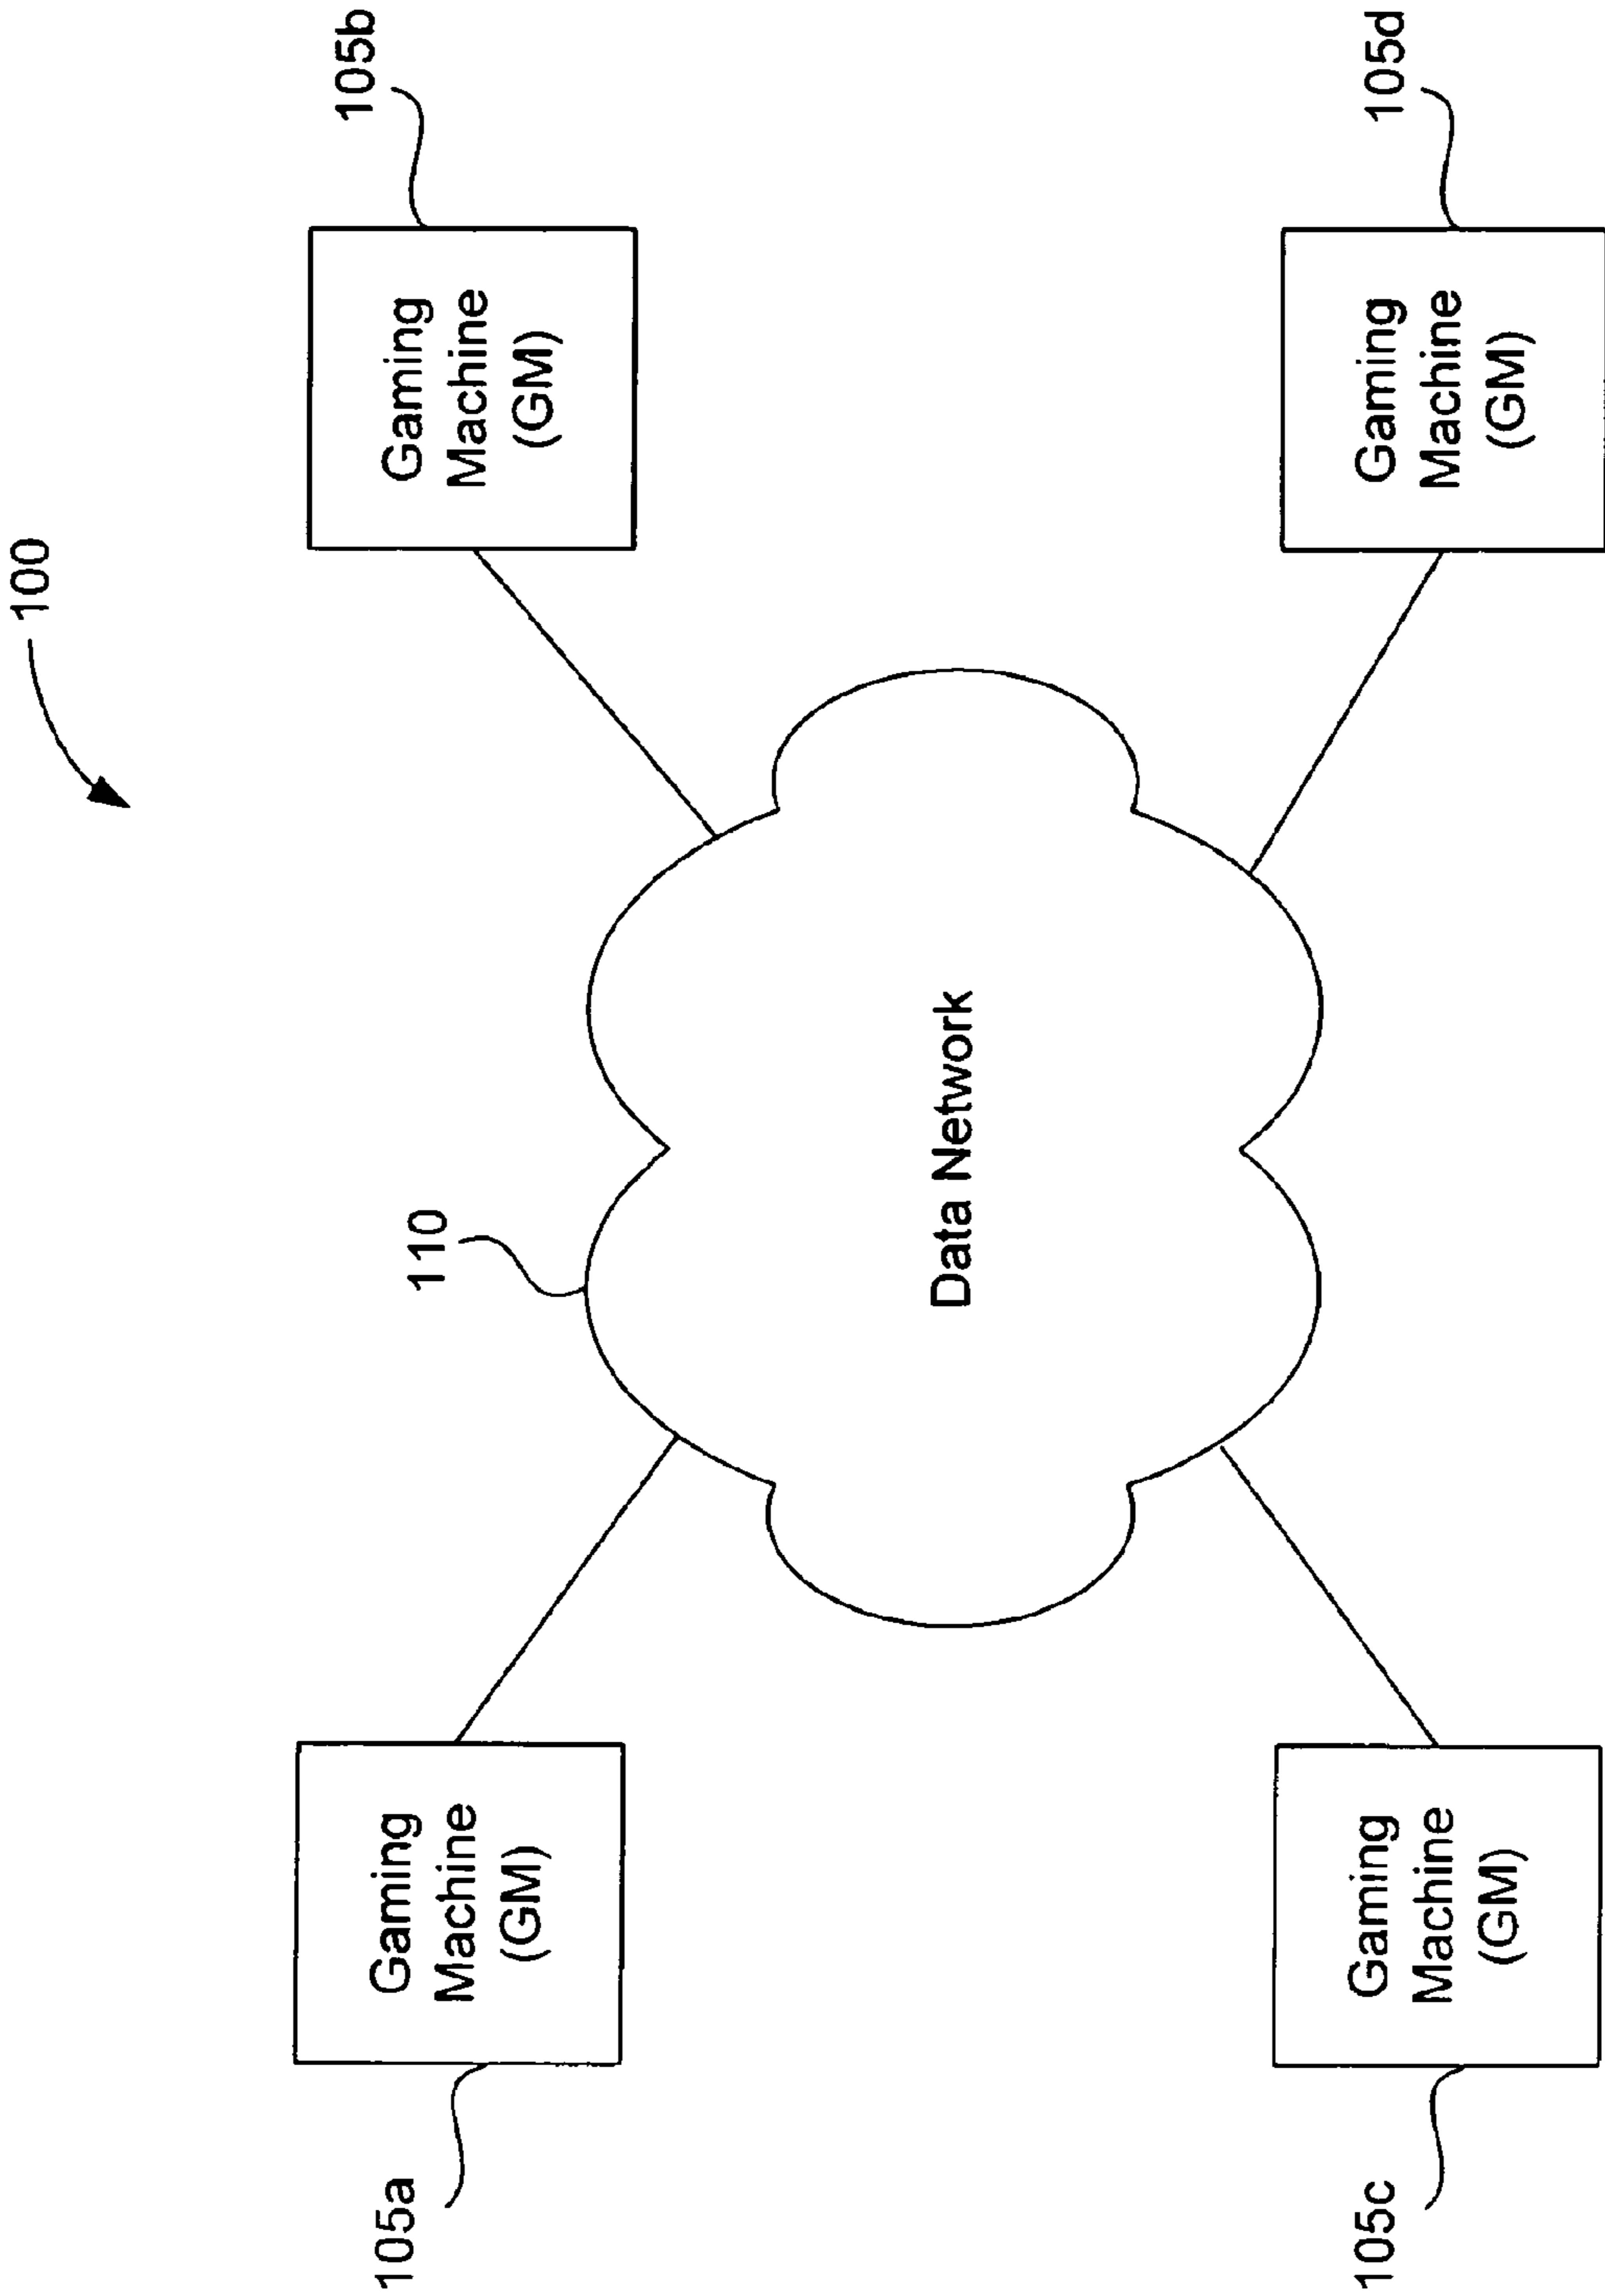 100
105a
Gaming
Machine
(GM)
110
Gaming
Machine
(GM)
105b
Data Network
105c
Gaming
Machine
(GM)
Gaming
Machine
(GM)
105d